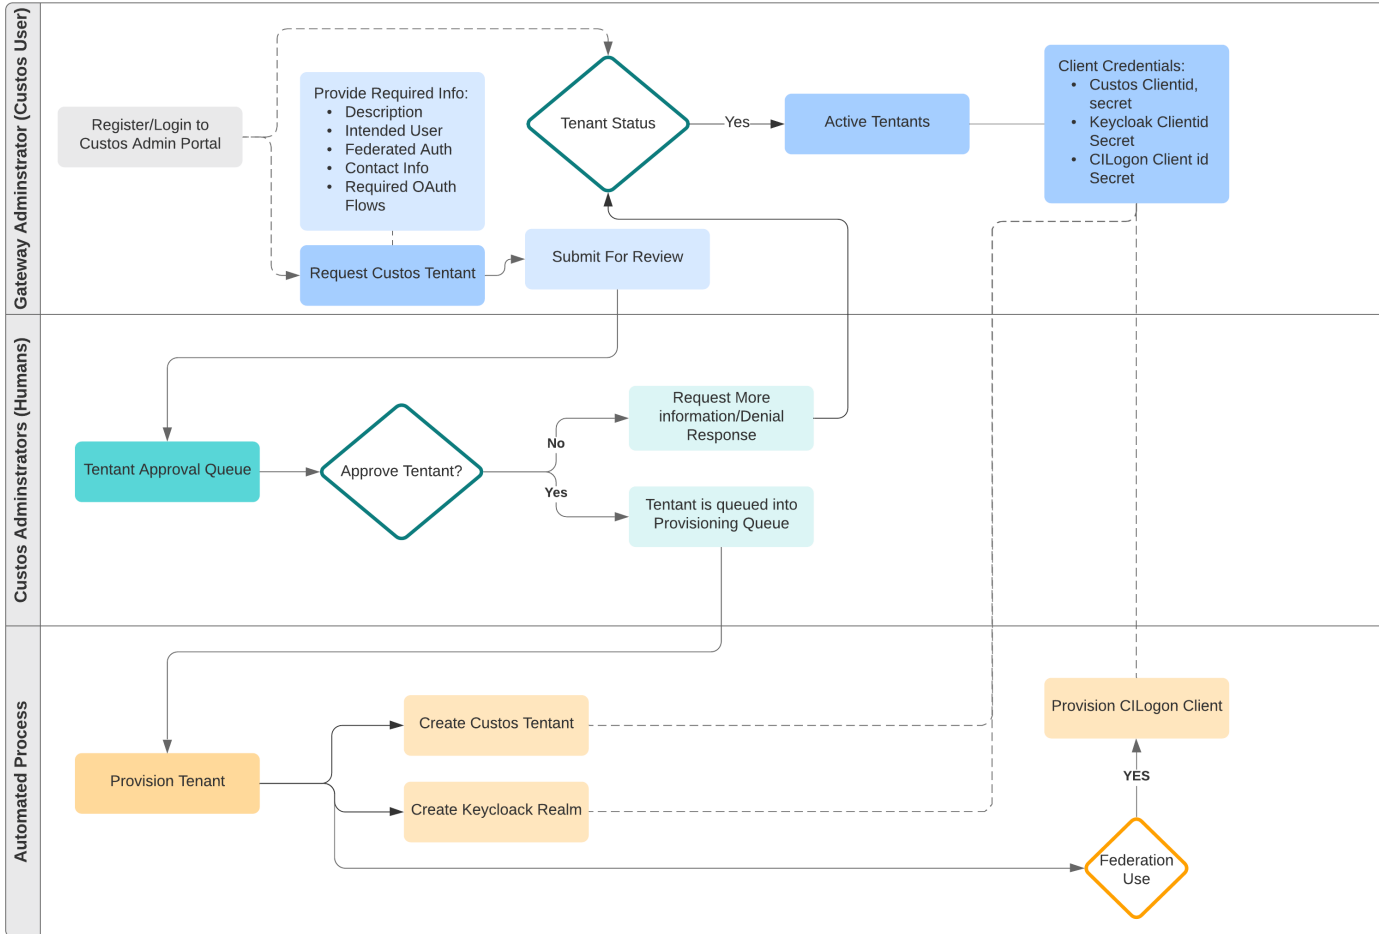 Gateway Adminstrator (Custos User)
Register/Login to
Custos Admin Portal
Provide Required Info:
• Description
• Intended User
• Federated Auth
• Contact Info
• Required OAuth
Flows
Request Custos Tentant
Submit For Review
Tenant Status
Yes
Active Tentants
Client Credentials:
• Custos Clientid,
secret
• Keycloak Clientid
Secret
• CILogon Client id
Secret
Custos Adminstrators (Humans)
Tentant Approval Queue
Approve Tentant?
No
Yes
Request More
information/Denial
Response
Tentant is queued into
Provisioning Queue
Automated Process
Provision Tenant
Create Custos Tentant
Create Keycloack Realm
Provision CILogon Client
YES
Federation
Use